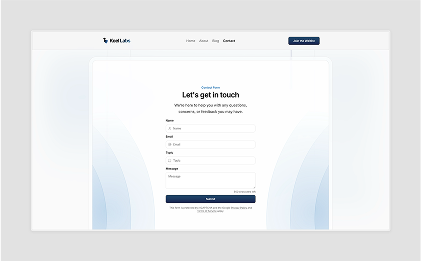 Keel Labs
Home About Blog Contact
Join the Waitlist
Contact Form
Let's get in touch
We're here to help you with any questions,
concerns, or feedback you may have.
Name
Name
Email
Email
Topic
Topic
Message
Message
Submit